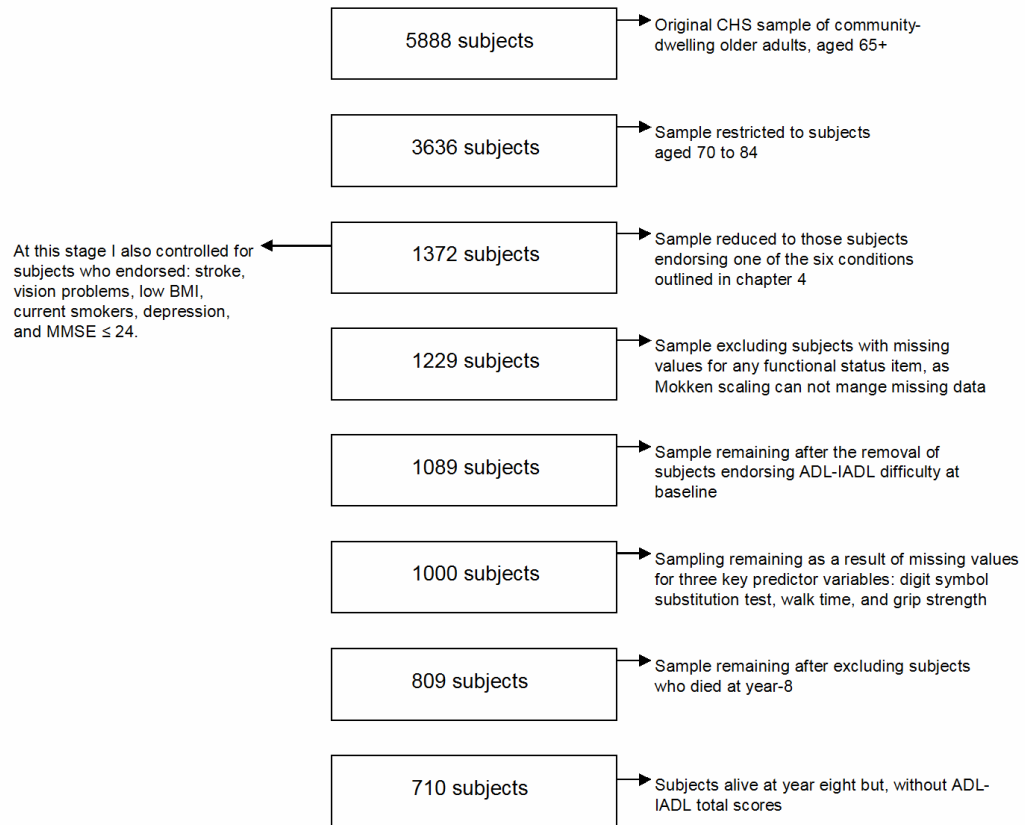 5888 subjects
Original CHS sample of community-
dwelling older adults, aged 65+
3636 subjects
Sample restricted to subjects
aged 70 to 84
At this stage I also controlled for
subjects who endorsed: stroke,
vision problems, low BMI,
current smokers, depression,
and MMSE ≤ 24.
1372 subjects
Sample reduced to those subjects
endorsing one of the six conditions
outlined in chapter 4
1229 subjects
Sample excluding subjects with missing
values for any functional status item, as
Mokken scaling can not mange missing data
1089 subjects
Sample remaining after the removal of
subjects endorsing ADL-IADL difficulty at
baseline
1000 subjects
Sampling remaining as a result of missing values
for three key predictor variables: digit symbol
substitution test, walk time, and grip strength
809 subjects
Sample remaining after excluding subjects
who died at year-8
710 subjects
Subjects alive at year eight but, without ADL-
IADL total scores